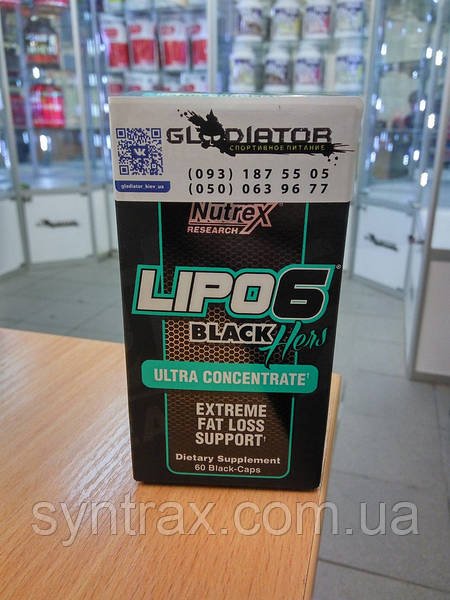 GLADIATOR
СПОРТИВНОЕ ПИТАНИЕ
gladiator_kiev_ua
(093) 187 55 05
(050) 063 96 77
Nutrex
RESEARCH
LIPO6®
BLACK Hers
ULTRA CONCENTRATE†
EXTREME
FAT LOSS
SUPPORT†
Dietary Supplement
60 Black-Caps
syntrax.com.ua